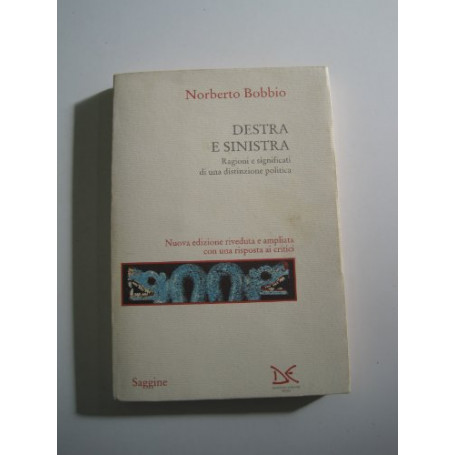 Norberto Bobbio
DESTRA
E SINISTRA
Ragioni e significati
di una distinzione politica
Nuova edizione riveduta e ampliata
con una risposta ai critici
Saggine
DE